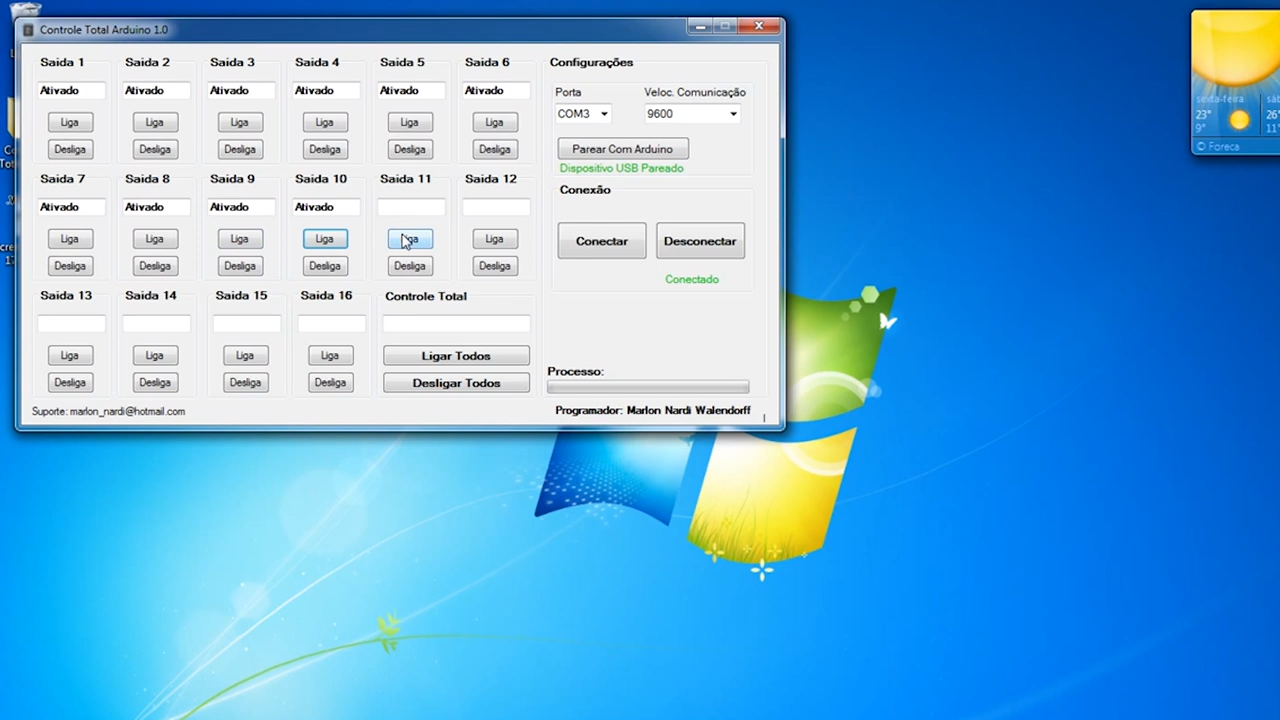 Controle Total Arduino 1.0
Saida 1 Saida 2 Saida 3 Saida 4 Saida 5 Saida 6
Ativado Ativado Ativado Ativado Ativado Ativado
Liga Liga Liga Liga Liga Liga
Desliga Desliga Desliga Desliga Desliga Desliga
Saida 7 Saida 8 Saida 9 Saida 10 Saida 11 Saida 12
Ativado Ativado Ativado Ativado
Liga Liga Liga Liga Liga Liga
Desliga Desliga Desliga Desliga Desliga Desliga
Saida 13 Saida 14 Saida 15 Saida 16 Controle Total
Liga Liga Liga Liga Ligar Todos
Desliga Desliga Desliga Desliga Desligar Todos
Suporte: marlon_nardi@hotmail.com
Configurações
Porta Veloc. Comunicação
COM3 9600
Parear Com Arduino
Dispositivo USB Pareado
Conexão
Conectar Desconectar
Conectado
Processo:
Programador: Marlon Nardi Walendorff
sexta-feira sáb
23° 26°
9° 11°
© Foreca